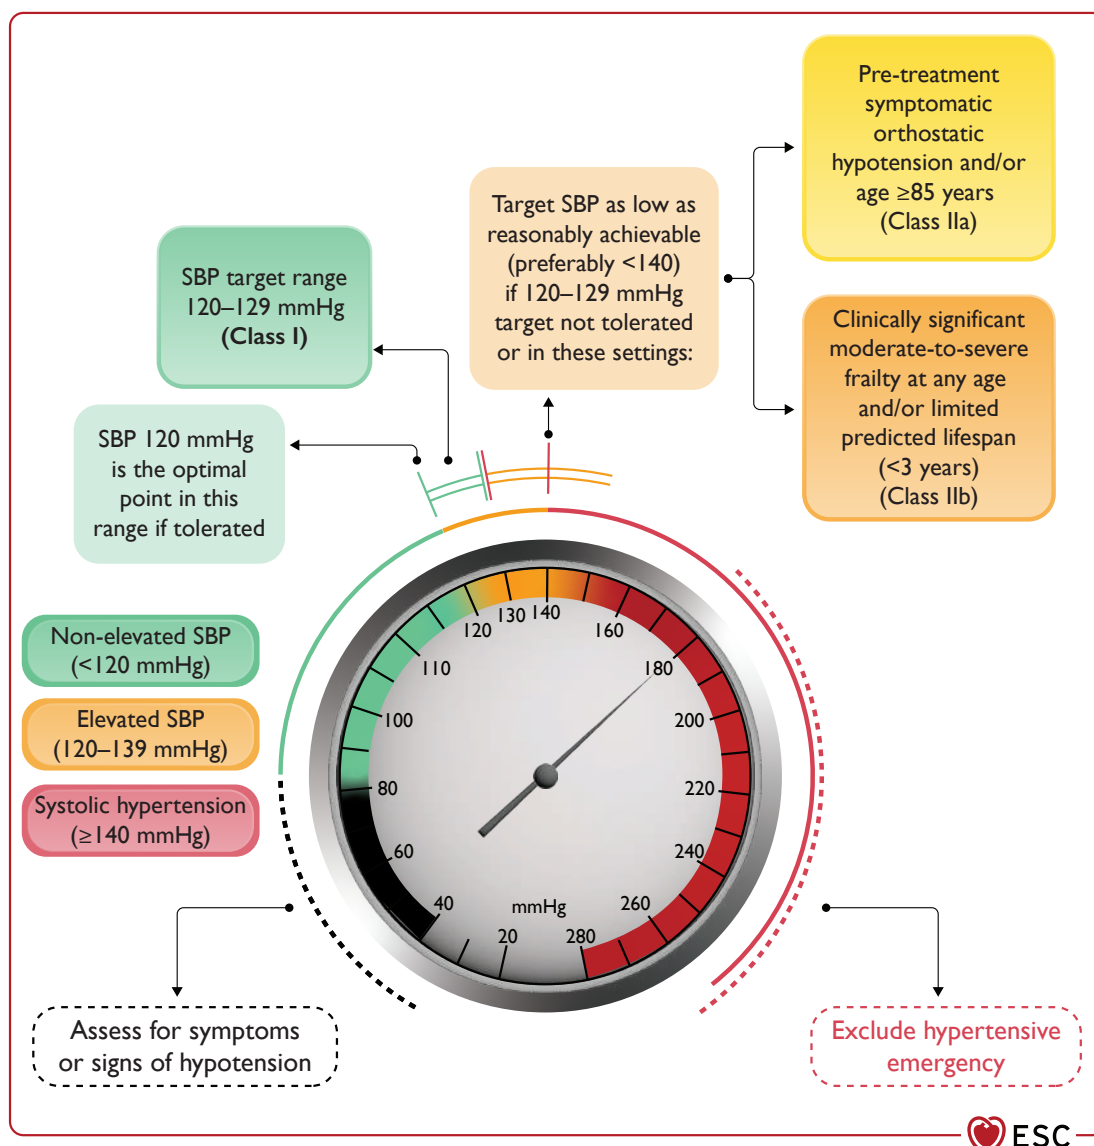 Pre-treatment
symptomatic
orthostatic
hypotension and/or
age ≥85 years
(Class IIa)
Target SBP as low as
reasonably achievable
(preferably <140)
if 120–129 mmHg
target not tolerated
or in these settings:
SBP target range
120–129 mmHg
(Class I)
Clinically significant
moderate-to-severe
frailty at any age
and/or limited
predicted lifespan
(<3 years)
(Class IIb)
SBP 120 mmHg
is the optimal
point in this
range if tolerated
Non-elevated SBP
(<120 mmHg)
Elevated SBP
(120–139 mmHg)
Systolic hypertension
(≥140 mmHg)
20
40
60
80
100
110
120
130
140
160
180
200
220
240
260
280
mmHg
Assess for symptoms
or signs of hypotension
Exclude hypertensive
emergency
ESC